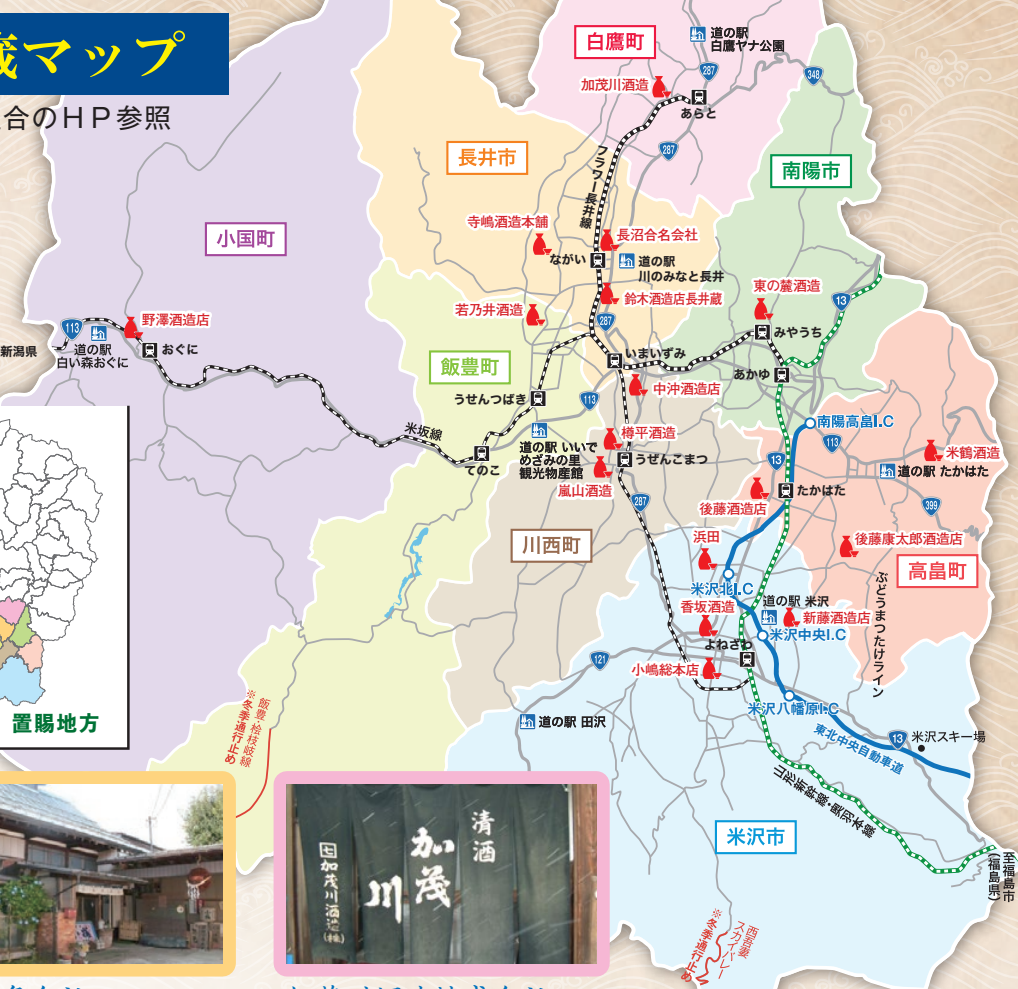 蔵マップ
合のHP参照
白鷹町
道の駅
白鷹ヤナ公園
加茂川酒造
あらと
287
348
287
フラワー長井線
長井市
南陽市
小国町
寺嶋酒造本舗
長沼合名会社
ながい
道の駅
川のみなと長井
鈴木酒造店長井蔵
東の麓酒造
13
若乃井酒造
287
みやうち
113
野澤酒造店
新潟県
道の駅
白い森おぐに
おぐに
飯豊町
いまいずみ
あかゆ
中沖酒造店
うせんつばき
113
南陽高畠I.C
米坂線
道の駅 いいで
めざみの里
観光物産館
樽平酒造
113
米鶴酒造
てのこ
うぜんこまつ
13
道の駅 たかはた
嵐山酒造
たかはた
287
後藤酒造店
399
川西町
浜田
後藤康太郎酒造店
高畠町
米沢北I.C
ぶどうまつたけライン
香坂酒造
道の駅 米沢
新藤酒造店
米沢中央I.C
よねざわ
121
小嶋総本店
米沢八幡原I.C
置賜地方
※飯豊・桧枝岐線
冬季通行止め
道の駅 田沢
13
米沢スキー場
東北中央自動車道
山形新幹線・奥羽本線
米沢市
至福島市
(福島県)
清酒
加茂
川
加茂川酒造(株)
西吾妻
スカイバレー
※冬季通行止め